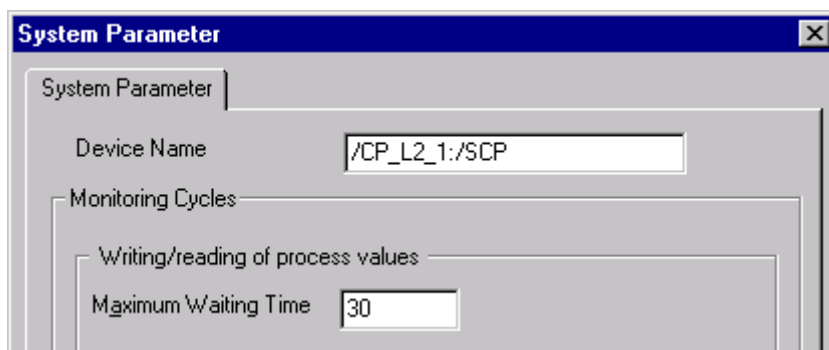 System Parameter
System Parameter
Device Name /CP_L2_1:/SCP
Monitoring Cycles
Writing/reading of process values
Maximum Waiting Time 30